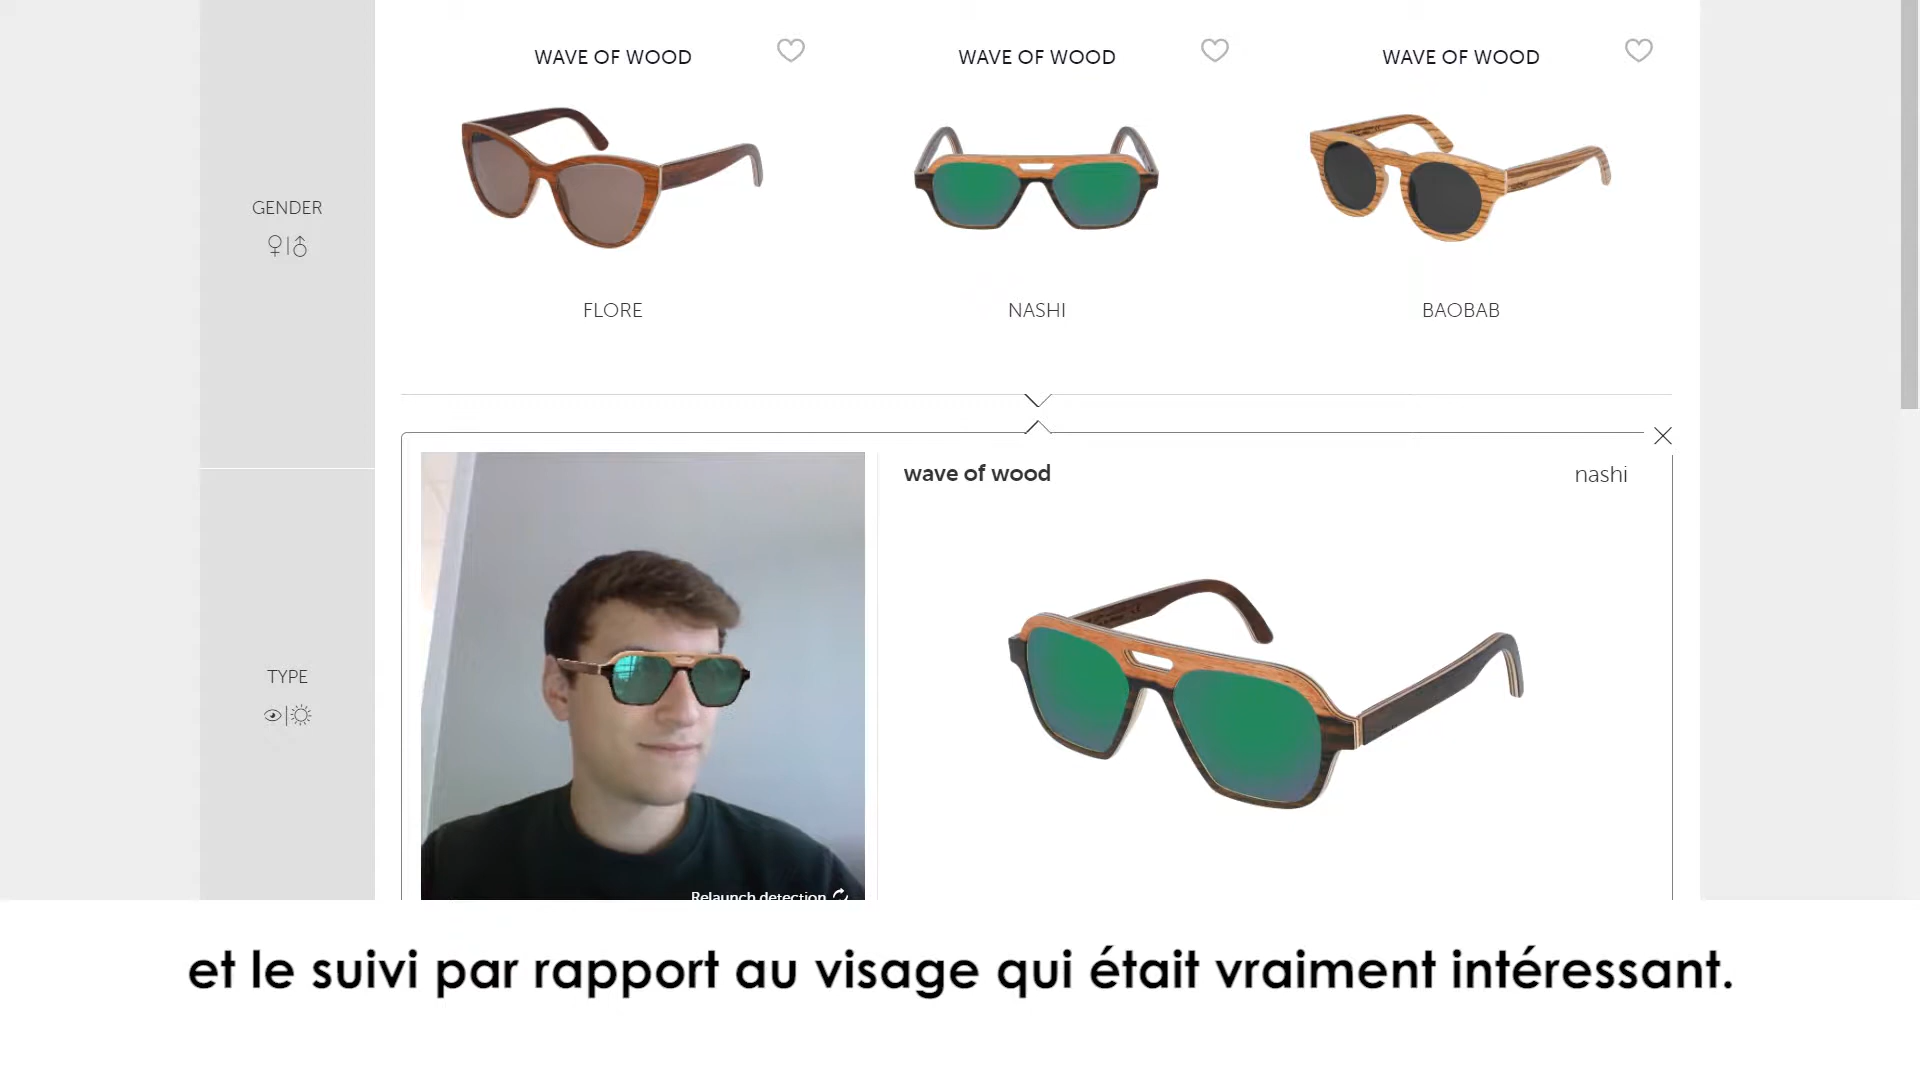 WAVE OF WOOD
WAVE OF WOOD
WAVE OF WOOD
GENDER
FLORE
NASHI
BAOBAB
wave of wood
nashi
TYPE
Relaunch detection
et le suivi par rapport au visage qui était vraiment intéressant.